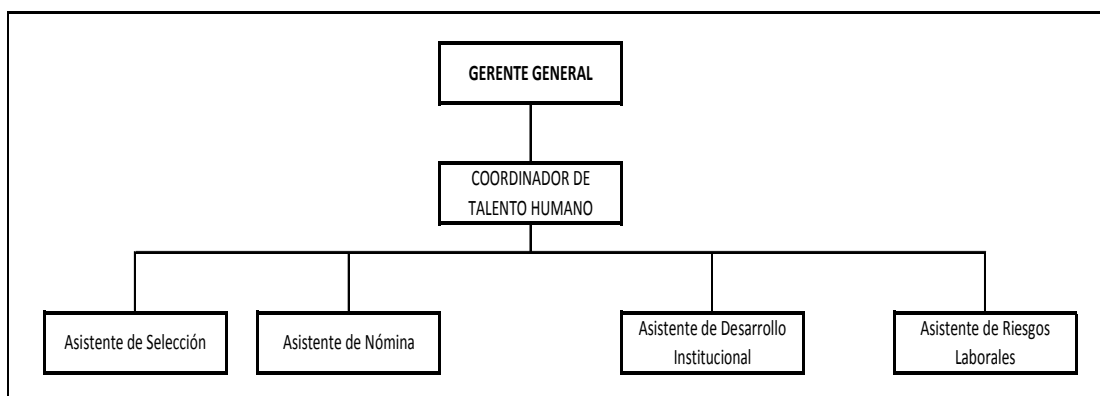 GERENTE GENERAL
COORDINADOR DE
TALENTO HUMANO
Asistente de Selección
Asistente de Nómina
Asistente de Desarrollo
Institucional
Asistente de Riesgos
Laborales